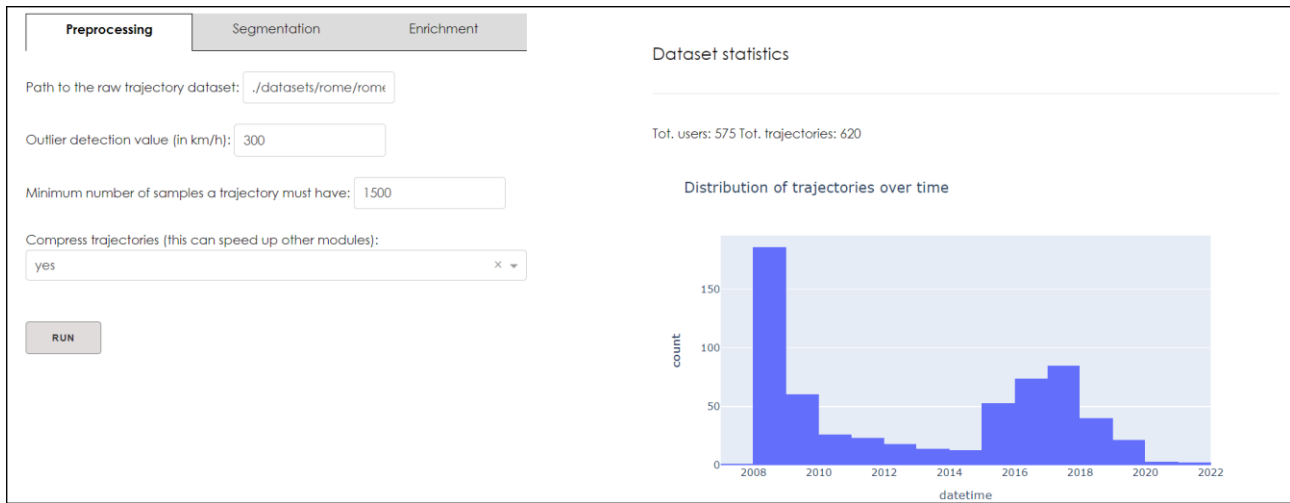 Preprocessing Segmentation Enrichment
Path to the raw trajectory dataset: ./datasets/rome/rome
Outlier detection value (in km/h): 300
Minimum number of samples a trajectory must have: 1500
Compress trajectories (this can speed up other modules):
yes ×
RUN
Dataset statistics
Tot. users: 575 Tot. trajectories: 620
Distribution of trajectories over time
150
100
50
0
count
2008 2010 2012 2014 2016 2018 2020 2022
datetime